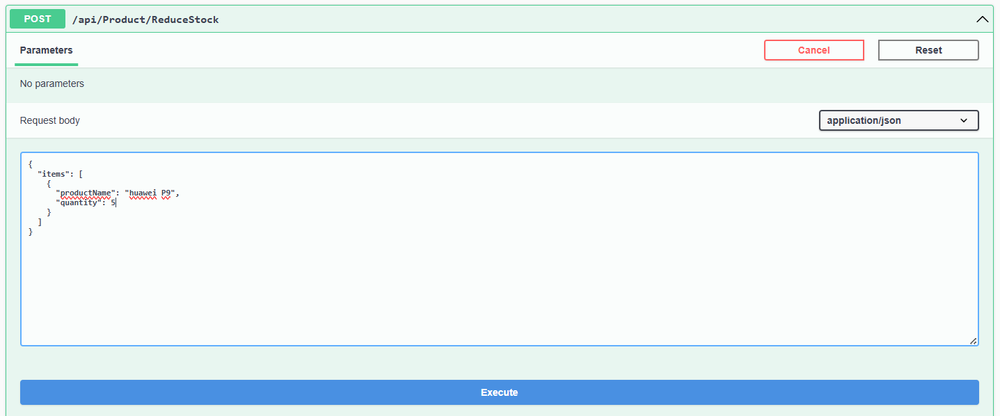 POST /api/Product/ReduceStock
Parameters
Cancel
Reset
No parameters
Request body
application/json
{
  "items": [
    {
      "productName": "huawei P9",
      "quantity": 5
    }
  ]
}
Execute